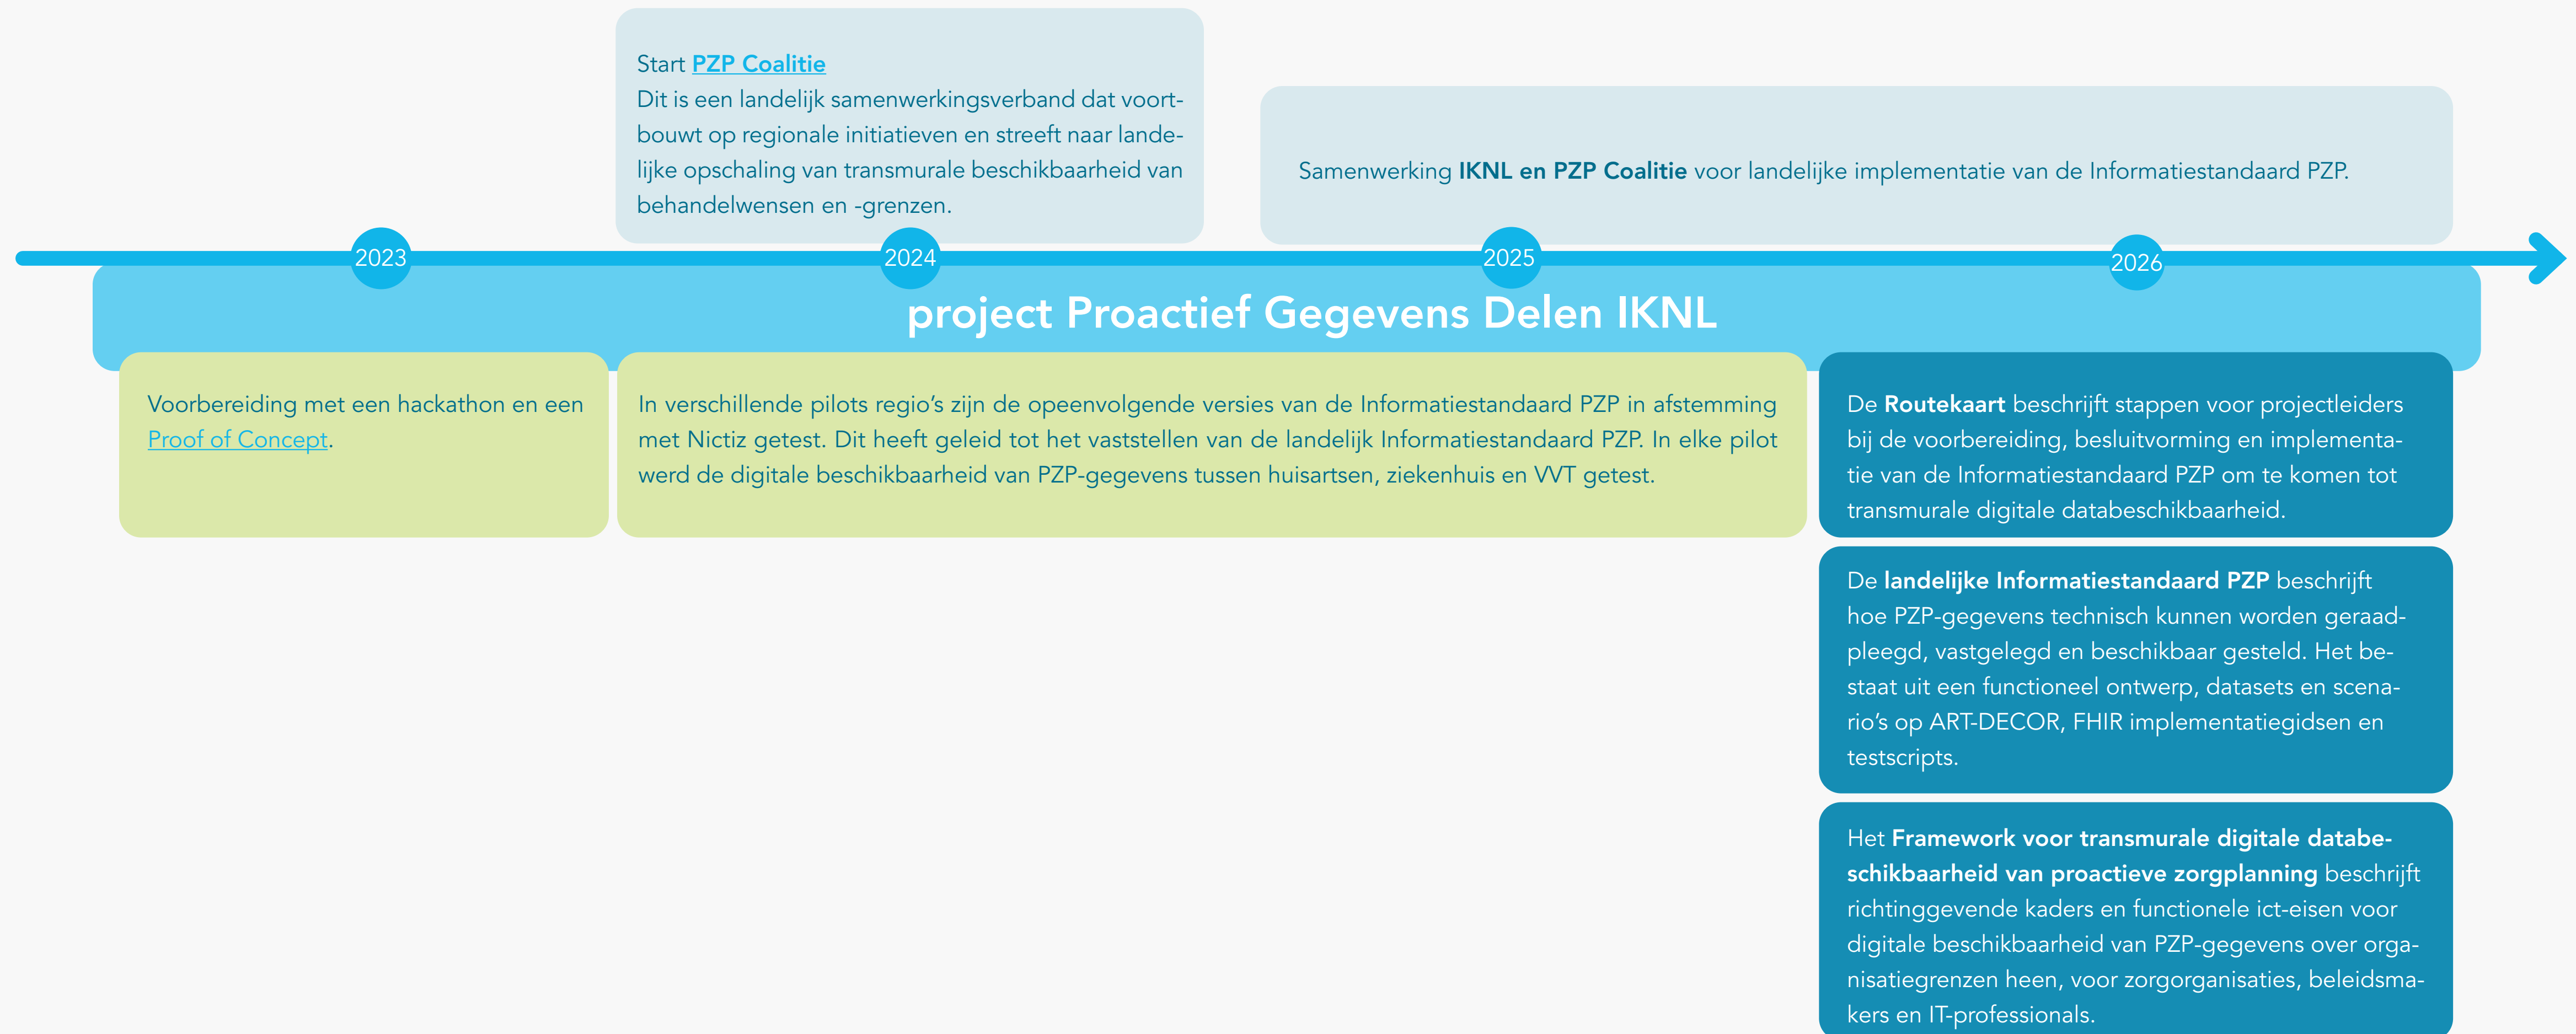 Start PZP Coalitie
Dit is een landelijk samenwerkingsverband dat voort-
bouwt op regionale initiatieven en streeft naar lande-
lijke opschaling van transmurale beschikbaarheid van
behandelwensen en -grenzen.
Samenwerking IKNL en PZP Coalitie voor landelijke implementatie van de Informatiestandaard PZP.
2023
2024
2025
2026
project Proactief Gegevens Delen IKNL
Voorbereiding met een hackathon en een
Proof of Concept.
In verschillende pilots regio’s zijn de opeenvolgende versies van de Informatiestandaard PZP in afstemming
met Nictiz getest. Dit heeft geleid tot het vaststellen van de landelijk Informatiestandaard PZP. In elke pilot
werd de digitale beschikbaarheid van PZP-gegevens tussen huisartsen, ziekenhuis en VVT getest.
De Routekaart beschrijft stappen voor projectleiders
bij de voorbereiding, besluitvorming en implementa-
tie van de Informatiestandaard PZP om te komen tot
transmurale digitale databeschikbaarheid.
De landelijke Informatiestandaard PZP beschrijft
hoe PZP-gegevens technisch kunnen worden geraad-
pleegd, vastgelegd en beschikbaar gesteld. Het be-
staat uit een functioneel ontwerp, datasets en scena-
rio’s op ART-DECOR, FHIR implementatiegidsen en
testscripts.
Het Framework voor transmurale digitale databe-
schikbaarheid van proactieve zorgplanning beschrijft
richtinggevende kaders en functionele ict-eisen voor
digitale beschikbaarheid van PZP-gegevens over orga-
nisatiegrenzen heen, voor zorgorganisaties, beleidsma-
kers en IT-professionals.